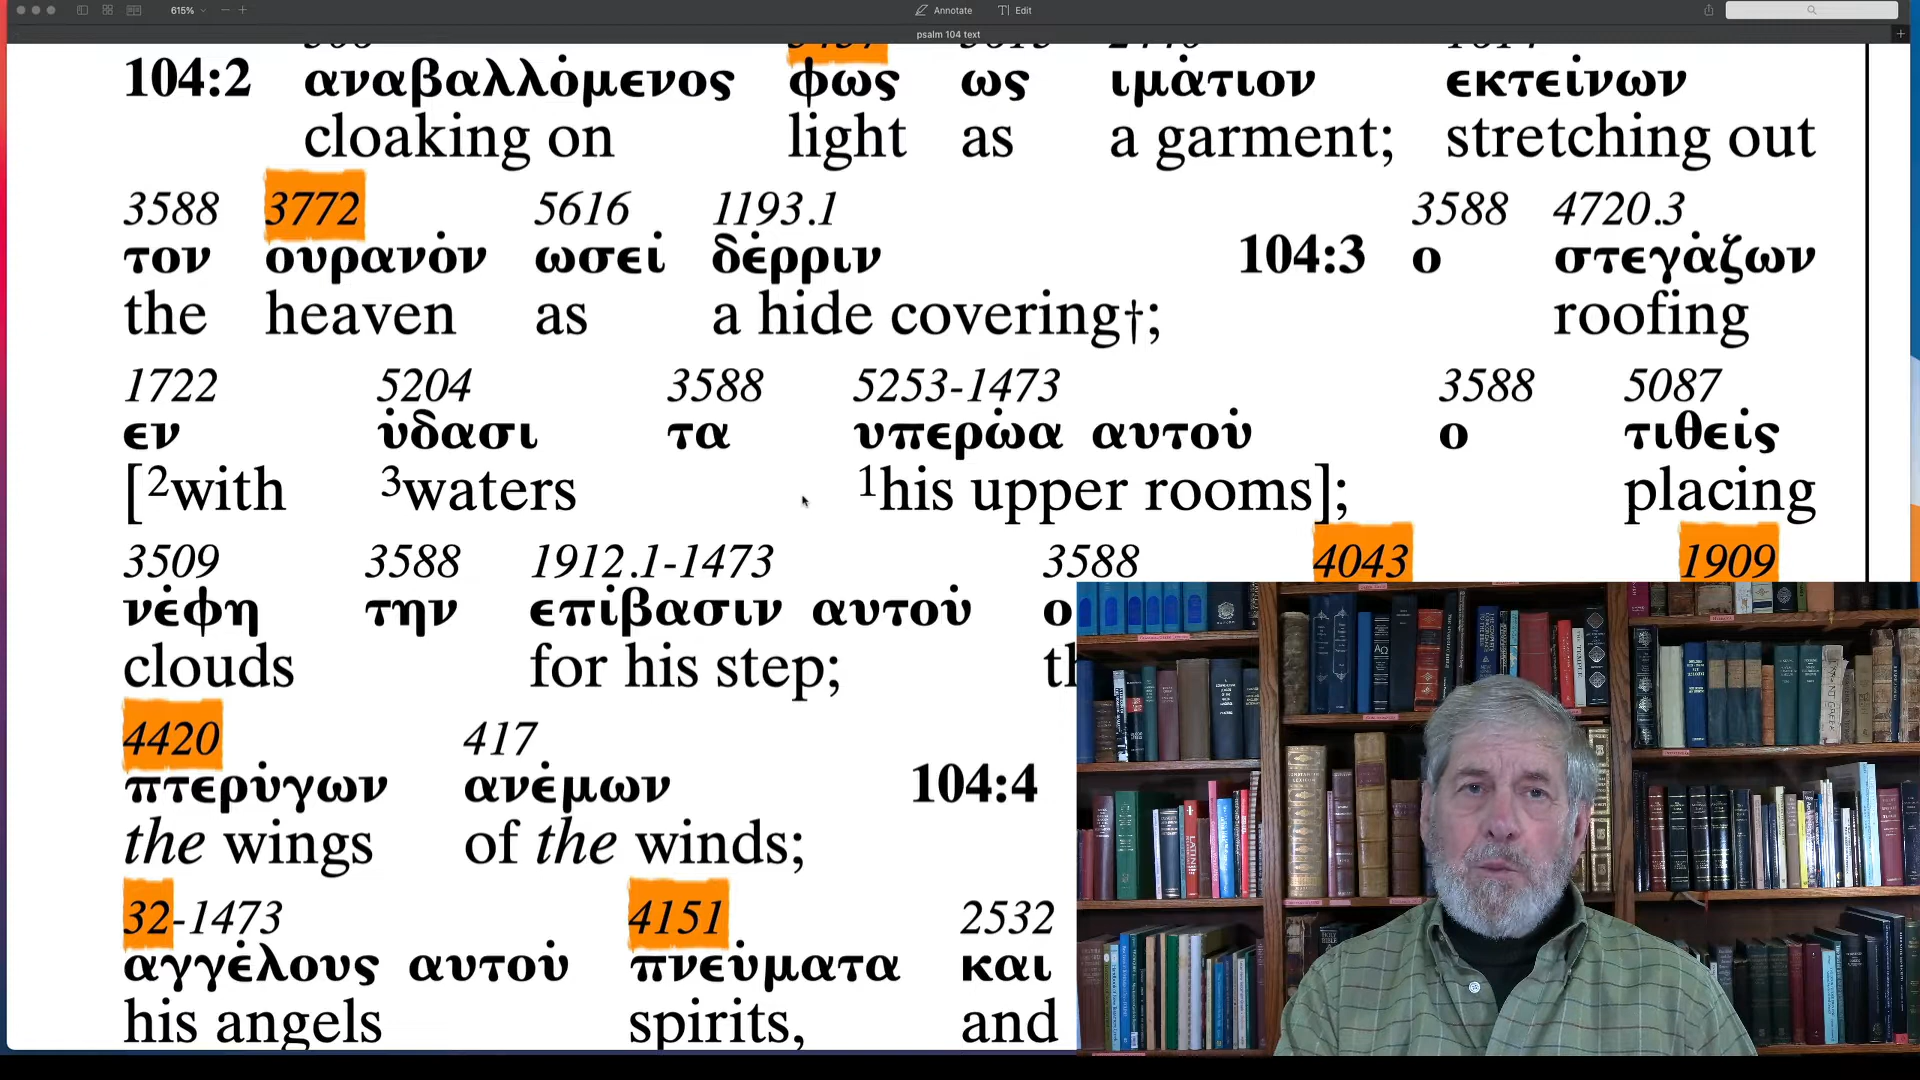 615%
Annotate
Edit
psalm 104 text
104:2 αναβαλλόμενος φως ως ιμάτιον εκτείνων
cloaking on light as a garment; stretching out
3588 3772 5616 1193.1 3588 4720.3
τον ουρανόν ωσεί δέρριν 104:3 ο στεγάζων
the heaven as a hide covering†; roofing
1722 5204 3588 5253-1473 3588 5087
εν ύδασι τα υπερώα αυτού ο τιθείς
[²with ³waters ¹his upper rooms]; placing
3509 3588 1912.1-1473 3588 4043 1909
νέφη την επίβασιν αυτού ο
clouds for his step;
4420 417
πτερύγων ανέμων 104:4
the wings of the winds;
32-1473 4151 2532
αγγέλους αυτού πνεύματα και
his angels spirits, and